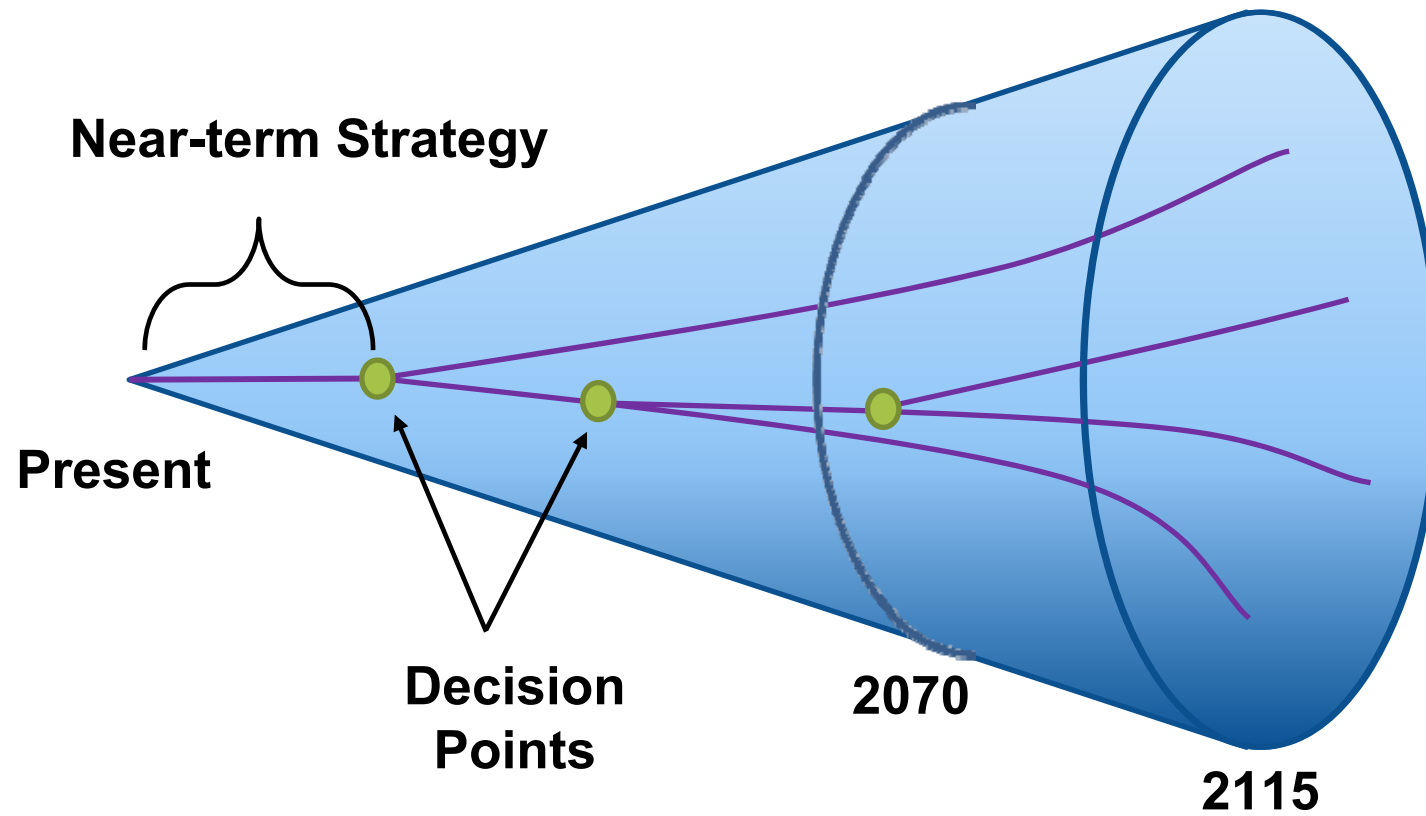 Near-term Strategy
Present
Decision
Points
2070
2115